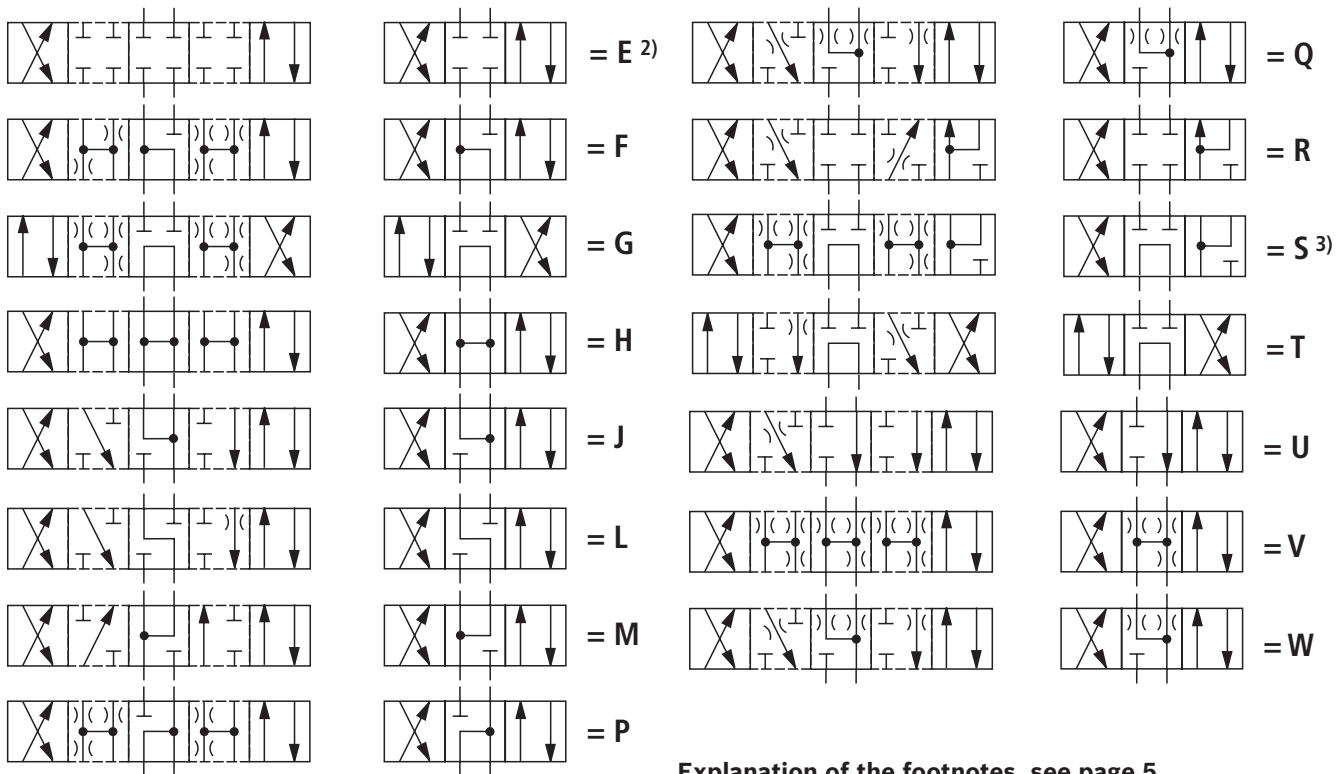 = E 2)
= F
= G
= H
= J
= L
= M
= P
= Q
= R
= S 3)
= T
= U
= V
= W
Explanation of the footnotes, see page 5